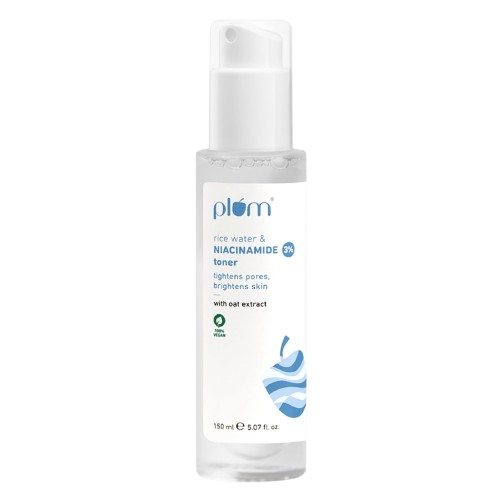 plum®
rice water &
NIACINAMIDE 3%
toner
tightens pores,
brightens skin
with oat extract
100%
VEGAN
150 ml ℮ 5.07 fl. oz.